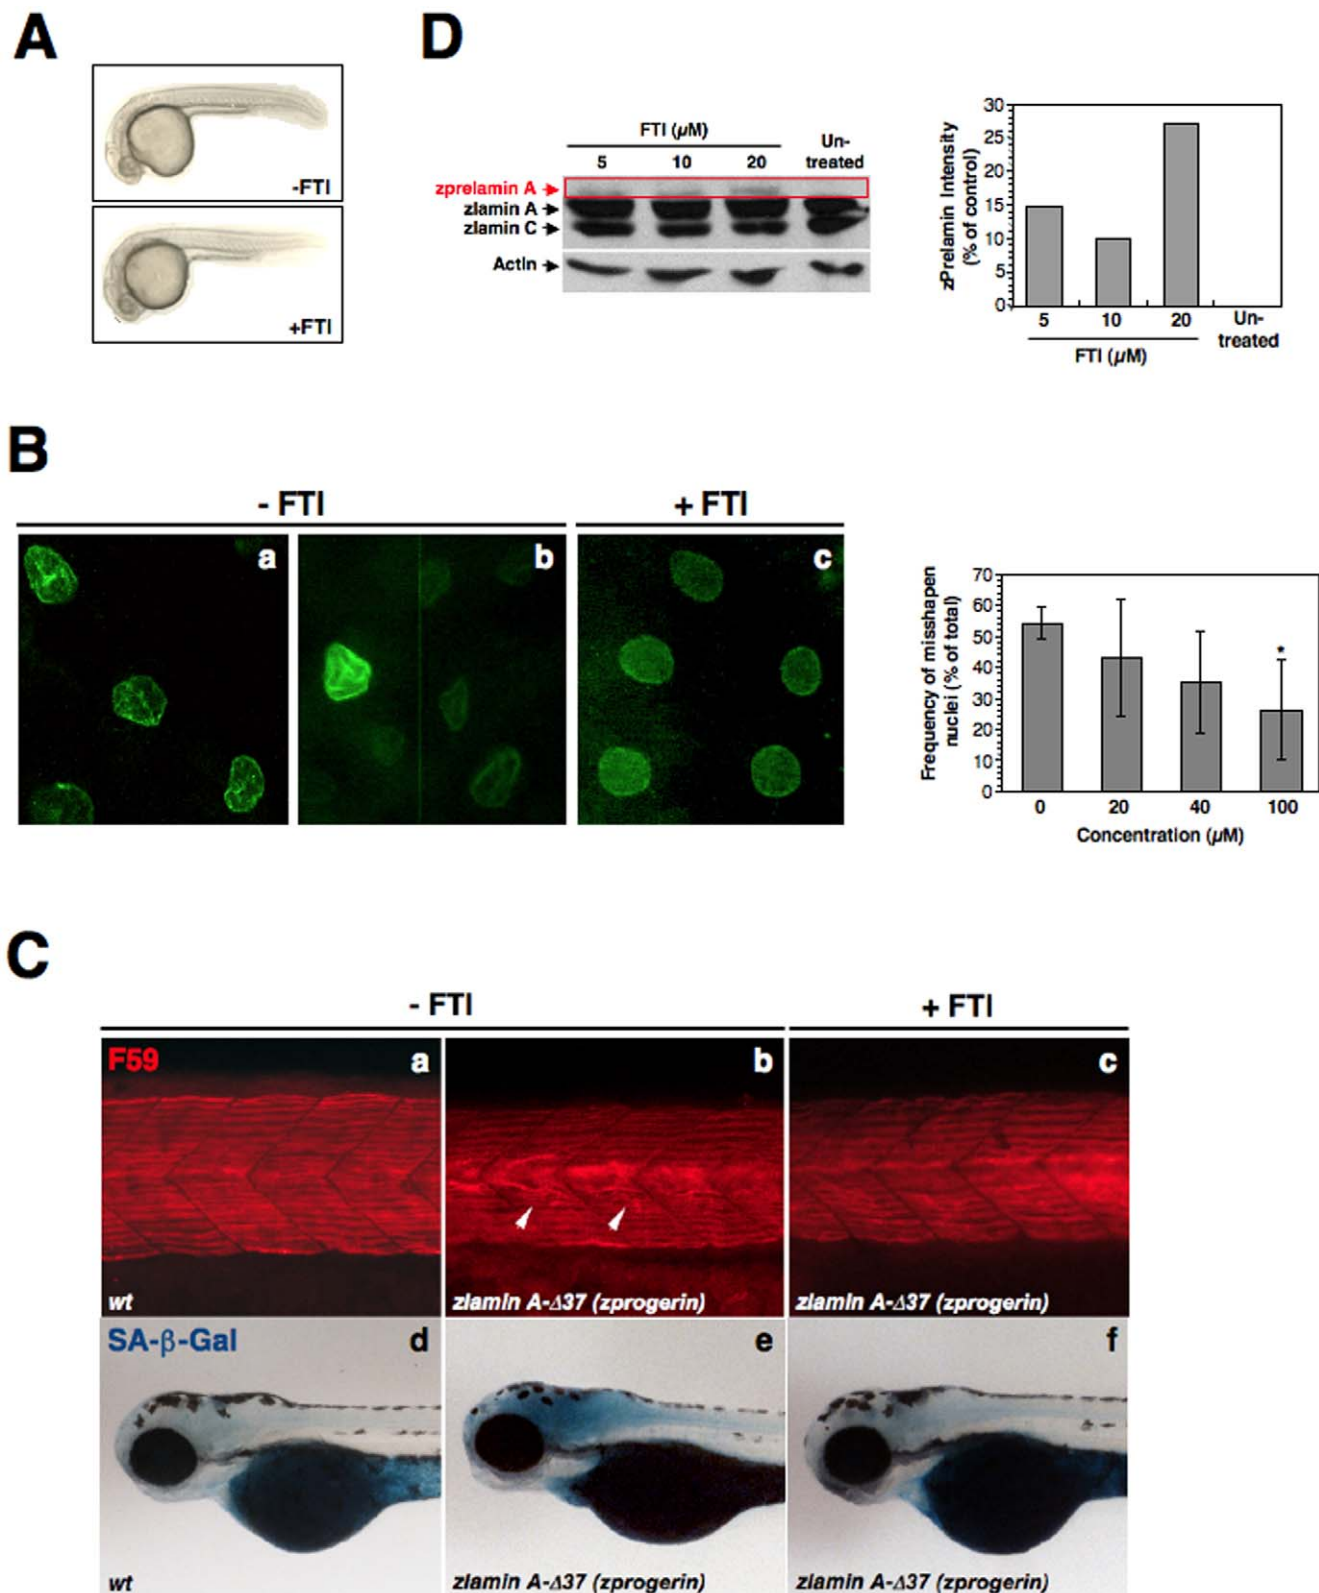 A
-FTI
+FTI
D
FTI (µM)
5 10 20 Un-
treated
zprelamin A
zlamin A
zlamin C
Actin
zPrelamin Intensity
(% of control)
30
25
20
15
10
5
0
5 10 20 Un-
treated
FTI (µM)
B
- FTI + FTI
a b c
Frequency of misshapen
nuclei (% of total)
70
60
50
40
30
20
10
0
*
0 20 40 100
Concentration (µM)
C
- FTI + FTI
F59 a b c
wt zlamin A-Δ37 (zprogerin) zlamin A-Δ37 (zprogerin)
SA-β-Gal d e f
wt zlamin A-Δ37 (zprogerin) zlamin A-Δ37 (zprogerin)